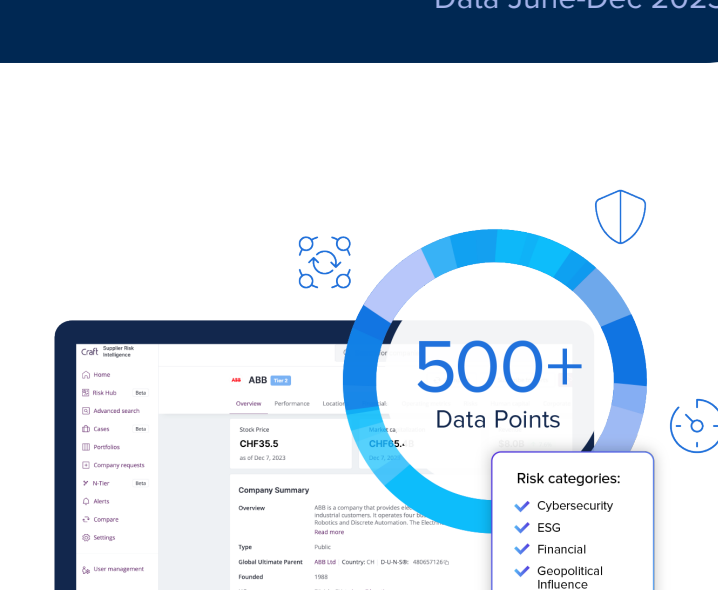 Data June-Dec 2023
500+
Data Points
Craft Supplier Risk
Intelligence
Home
Risk Hub Beta
Advanced search
Cases Beta
Portfolios
Company requests
N-Tier Beta
Alerts
Compare
Settings
User management
ABB ABB Tier 2
Overview Performance
Stock Price
CHF35.5
as of Dec 7, 2023
Market
Company Summary
Overview ABB is a company that provides
industrial customers. It operates four
Robotics and Discrete Automation. The
Read more
Type Public
Global Ultimate Parent ABB Ltd Country: CH D-U-N-S®: 480657126
Founded 1988
Risk categories:
Cybersecurity
ESG
Financial
Geopolitical
Influence